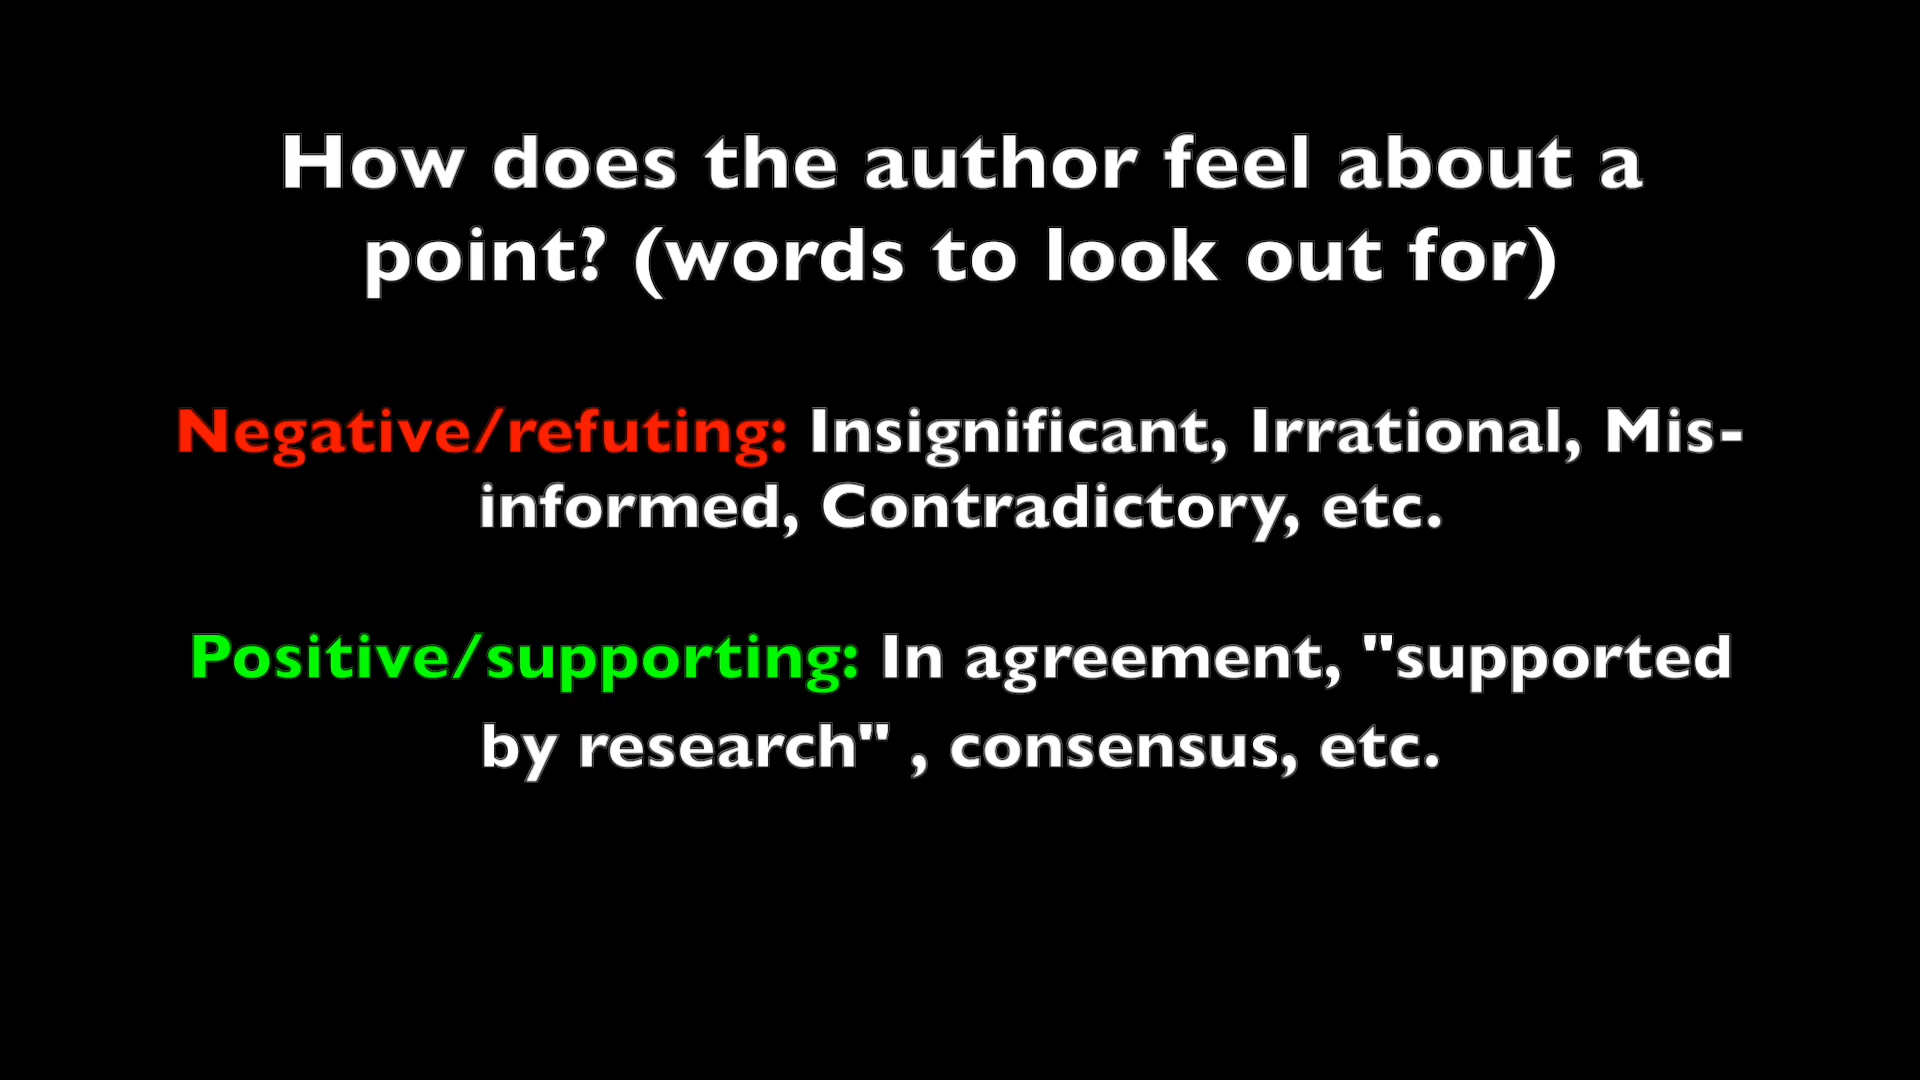 How does the author feel about a
point? (words to look out for)
Negative/refuting: Insignificant, Irrational, Mis-
informed, Contradictory, etc.
Positive/supporting: In agreement, "supported
by research" , consensus, etc.